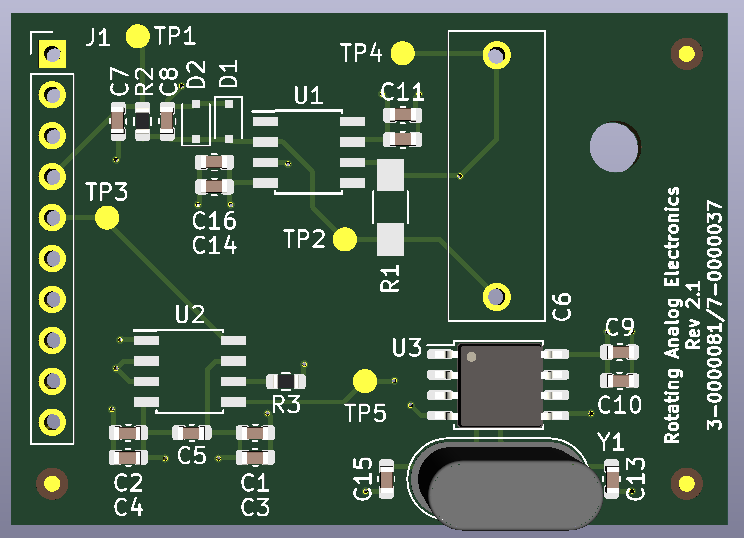 J1
TP1
TP4
C7
R2
C8
D2
D1
U1
C11
TP3
C16
C14
TP2
R1
C6
U2
U3
C9
R3
TP5
C10
C5
C2
C4
C1
C3
C15
Y1
C13
Rotating Analog Electronics
Rev 2.1
3-0000081/7-0000037